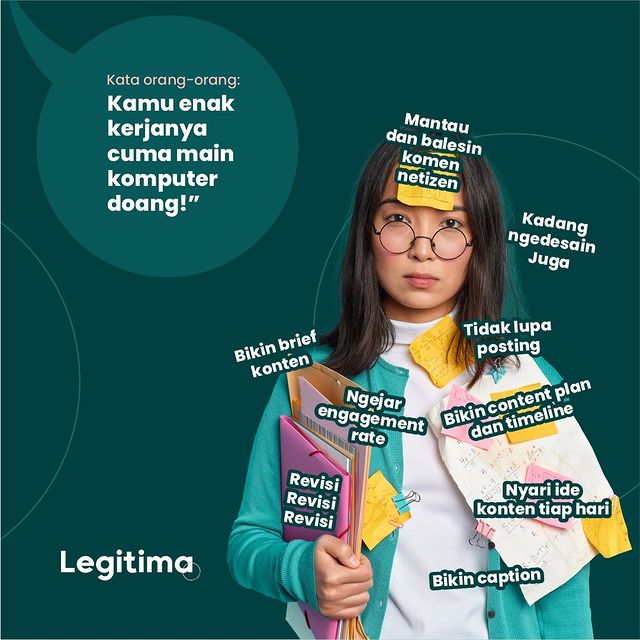 Kata orang-orang:
Kamu enak
kerjanya
cuma main
komputer
doang!”
Mantau
dan balesin
komen
netizen
Kadang
ngedesain
Juga
Tidak lupa
posting
Bikin brief
konten
Ngejar
engagement
rate
Bikin content plan
dan timeline
Revisi
Revisi
Revisi
Nyari ide
konten tiap hari
Bikin caption
Legitima